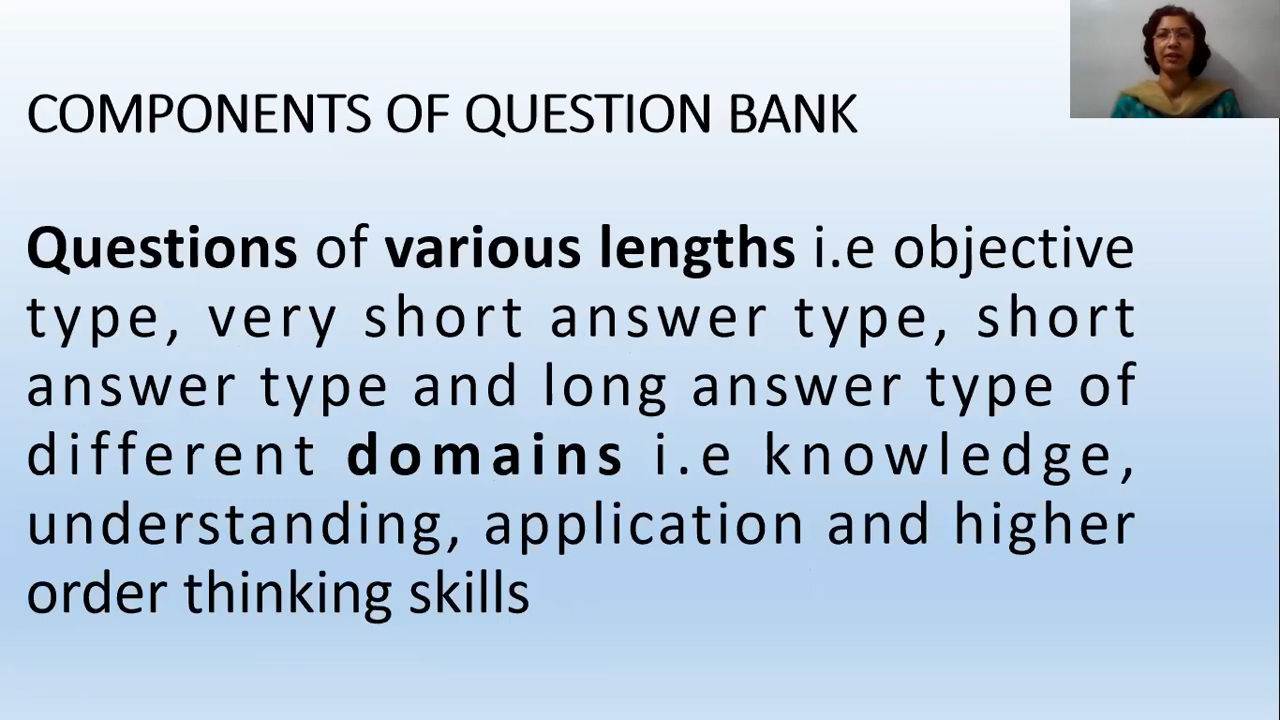 COMPONENTS OF QUESTION BANK
Questions of various lengths i.e objective
type, very short answer type, short
answer type and long answer type of
different domains i.e knowledge,
understanding, application and higher
order thinking skills